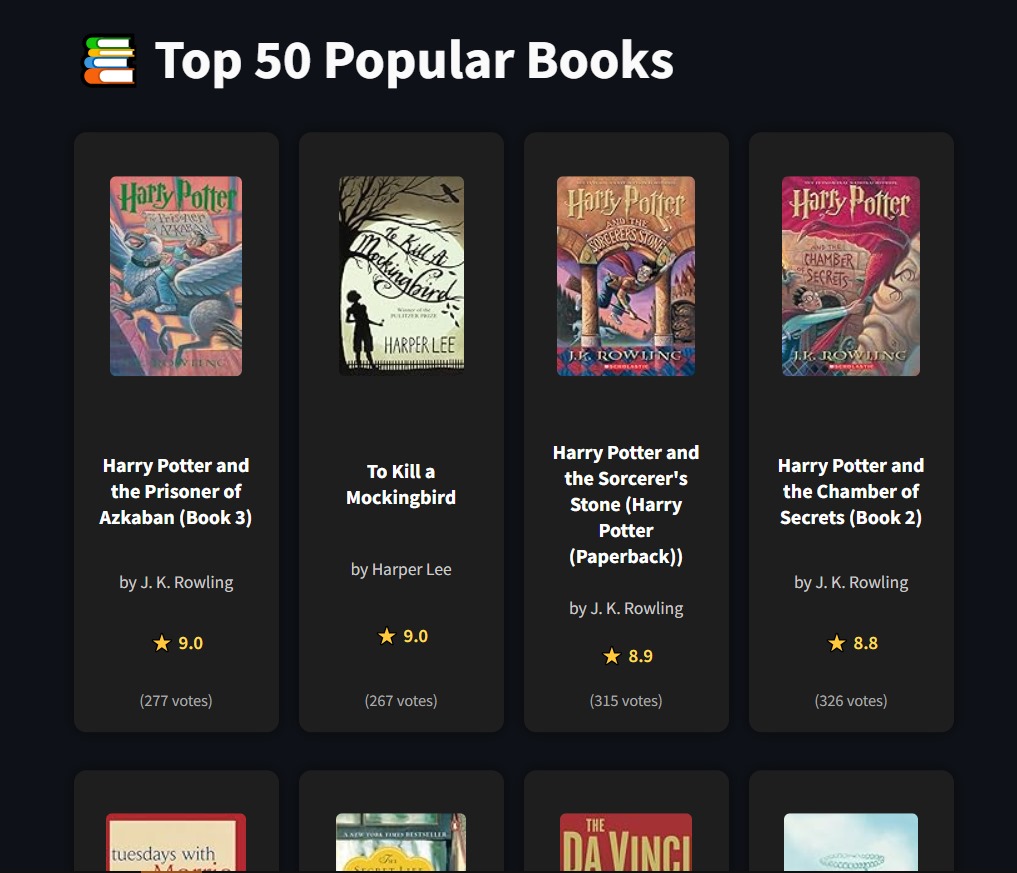 Top 50 Popular Books
Harry Potter
AND THE PRISONER
OF AZKABAN
ROWLING
To Kill A
Mockingbird
Winner of the
PULITZER PRIZE
HARPER LEE
Harry Potter
AND THE
SORCERER'S STONE
J.K. ROWLING
SCHOLASTIC
Harry Potter
AND THE
CHAMBER
OF SECRETS
J.K. ROWLING
SCHOLASTIC
Harry Potter and
the Prisoner of
Azkaban (Book 3)
by J. K. Rowling
★ 9.0
(277 votes)
To Kill a
Mockingbird
by Harper Lee
★ 9.0
(267 votes)
Harry Potter and
the Sorcerer's
Stone (Harry
Potter
(Paperback))
by J. K. Rowling
★ 8.9
(315 votes)
Harry Potter and
the Chamber of
Secrets (Book 2)
by J. K. Rowling
★ 8.8
(326 votes)
tuesdays with
Morrie
A NEW YORK TIMES BESTSELLER
The
SECRET LIFE
THE
DA VINCI